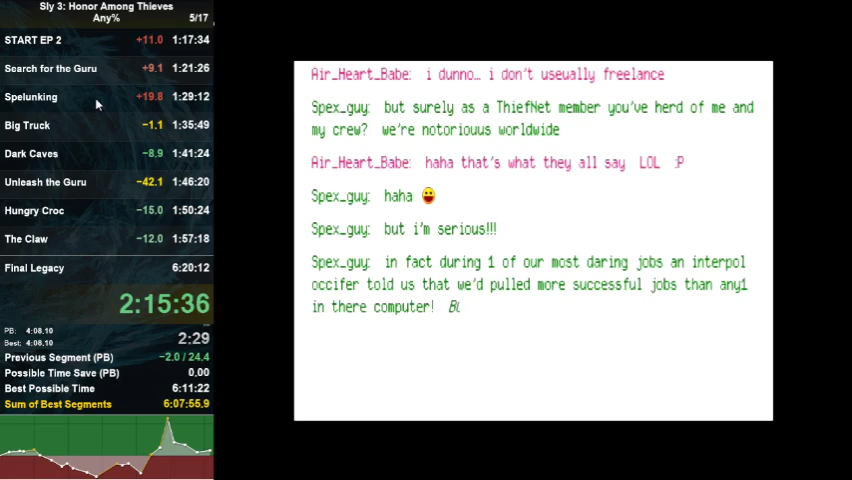 Sly 3: Honor Among Thieves
Any% 5/17
START EP 2 +11.0 1:17:34
Search for the Guru +9.1 1:21:26
Spelunking +19.8 1:29:12
Big Truck −1.1 1:35:49
Dark Caves −8.9 1:41:24
Unleash the Guru −42.1 1:46:20
Hungry Croc −15.0 1:50:24
The Claw −12.0 1:57:18
Final Legacy 6:20:12
2:15:36
PB: 4:08.10
Best: 4:08.10
2:29
Previous Segment (PB) −2.0 / 24.4
Possible Time Save (PB) 0.00
Best Possible Time 6:11:22
Sum of Best Segments 6:07:55.9
Air_Heart_Babe: i dunno... i don't useually freelance
Spex_guy: but surely as a ThiefNet member you've herd of me and
my crew? we're notoriouus worldwide
Air_Heart_Babe: haha that's what they all say LOL :P
Spex_guy: haha
Spex_guy: but i'm serious!!!
Spex_guy: in fact during 1 of our most daring jobs an interpol
occifer told us that we'd pulled more successful jobs than any1
in there computer!